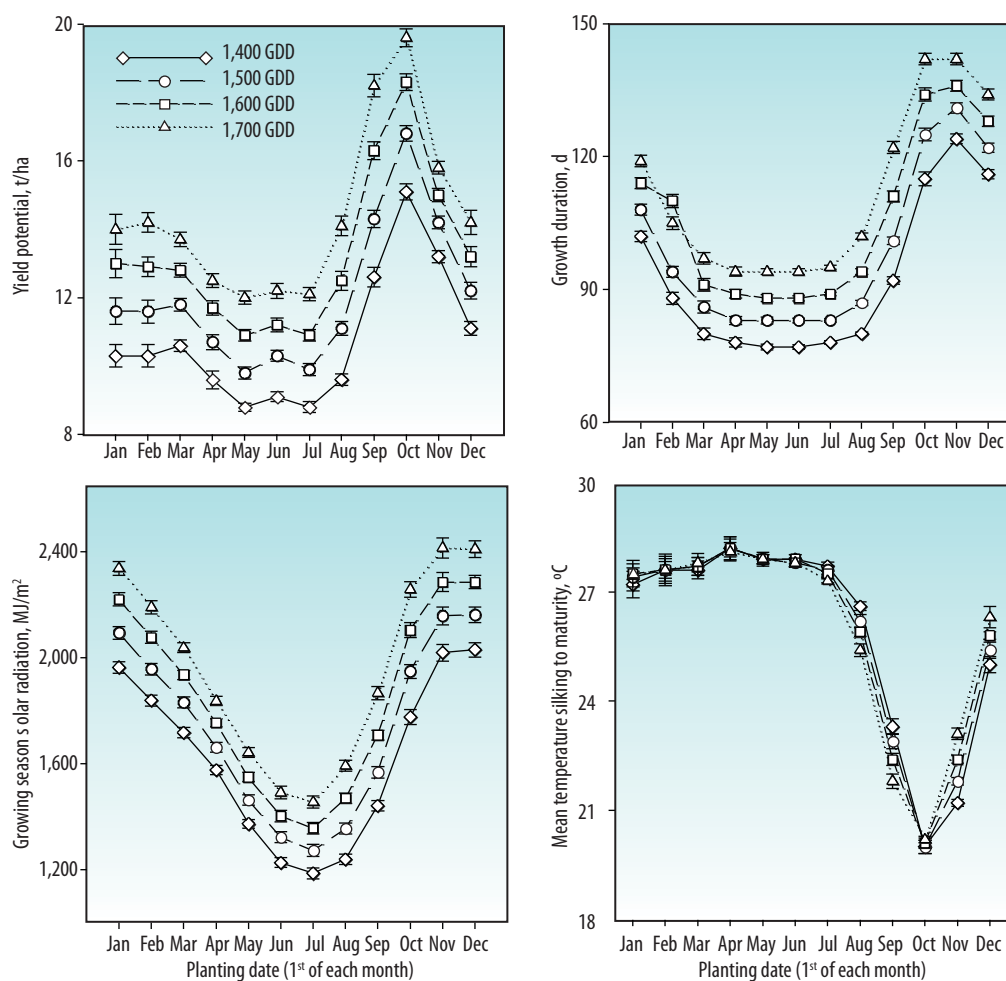 Yield potential, t/ha
20
16
12
8
1,400 GDD
1,500 GDD
1,600 GDD
1,700 GDD
Jan Feb Mar Apr May Jun Jul Aug Sep Oct Nov Dec
Growth duration, d
150
120
90
60
Jan Feb Mar Apr May Jun Jul Aug Sep Oct Nov Dec
Growing season s olar radiation, MJ/m²
2,400
2,000
1,600
1,200
Jan Feb Mar Apr May Jun Jul Aug Sep Oct Nov Dec
Planting date (1st of each month)
Mean temperature silking to maturity, ºC
30
27
24
21
18
Jan Feb Mar Apr May Jun Jul Aug Sep Oct Nov Dec
Planting date (1st of each month)